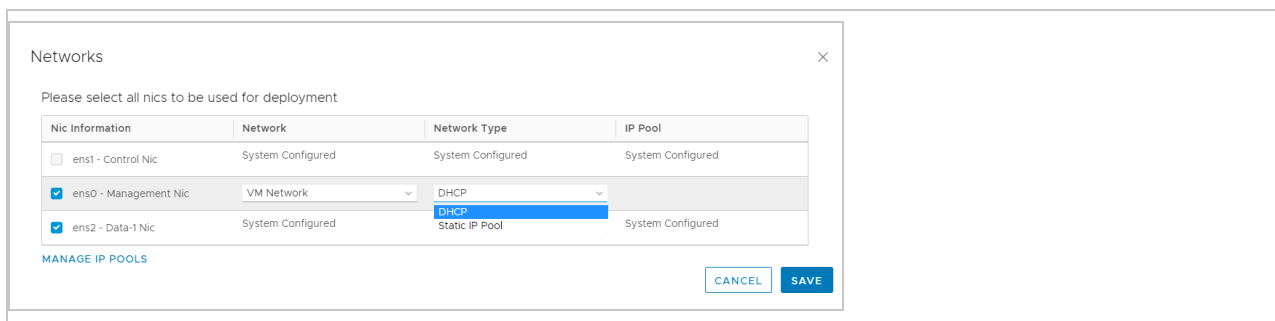 Networks
Please select all nics to be used for deployment
Nic Information Network Network Type IP Pool
ens1 - Control Nic System Configured System Configured System Configured
ens0 - Management Nic VM Network DHCP
DHCP
ens2 - Data-1 Nic System Configured Static IP Pool System Configured
MANAGE IP POOLS
CANCEL SAVE